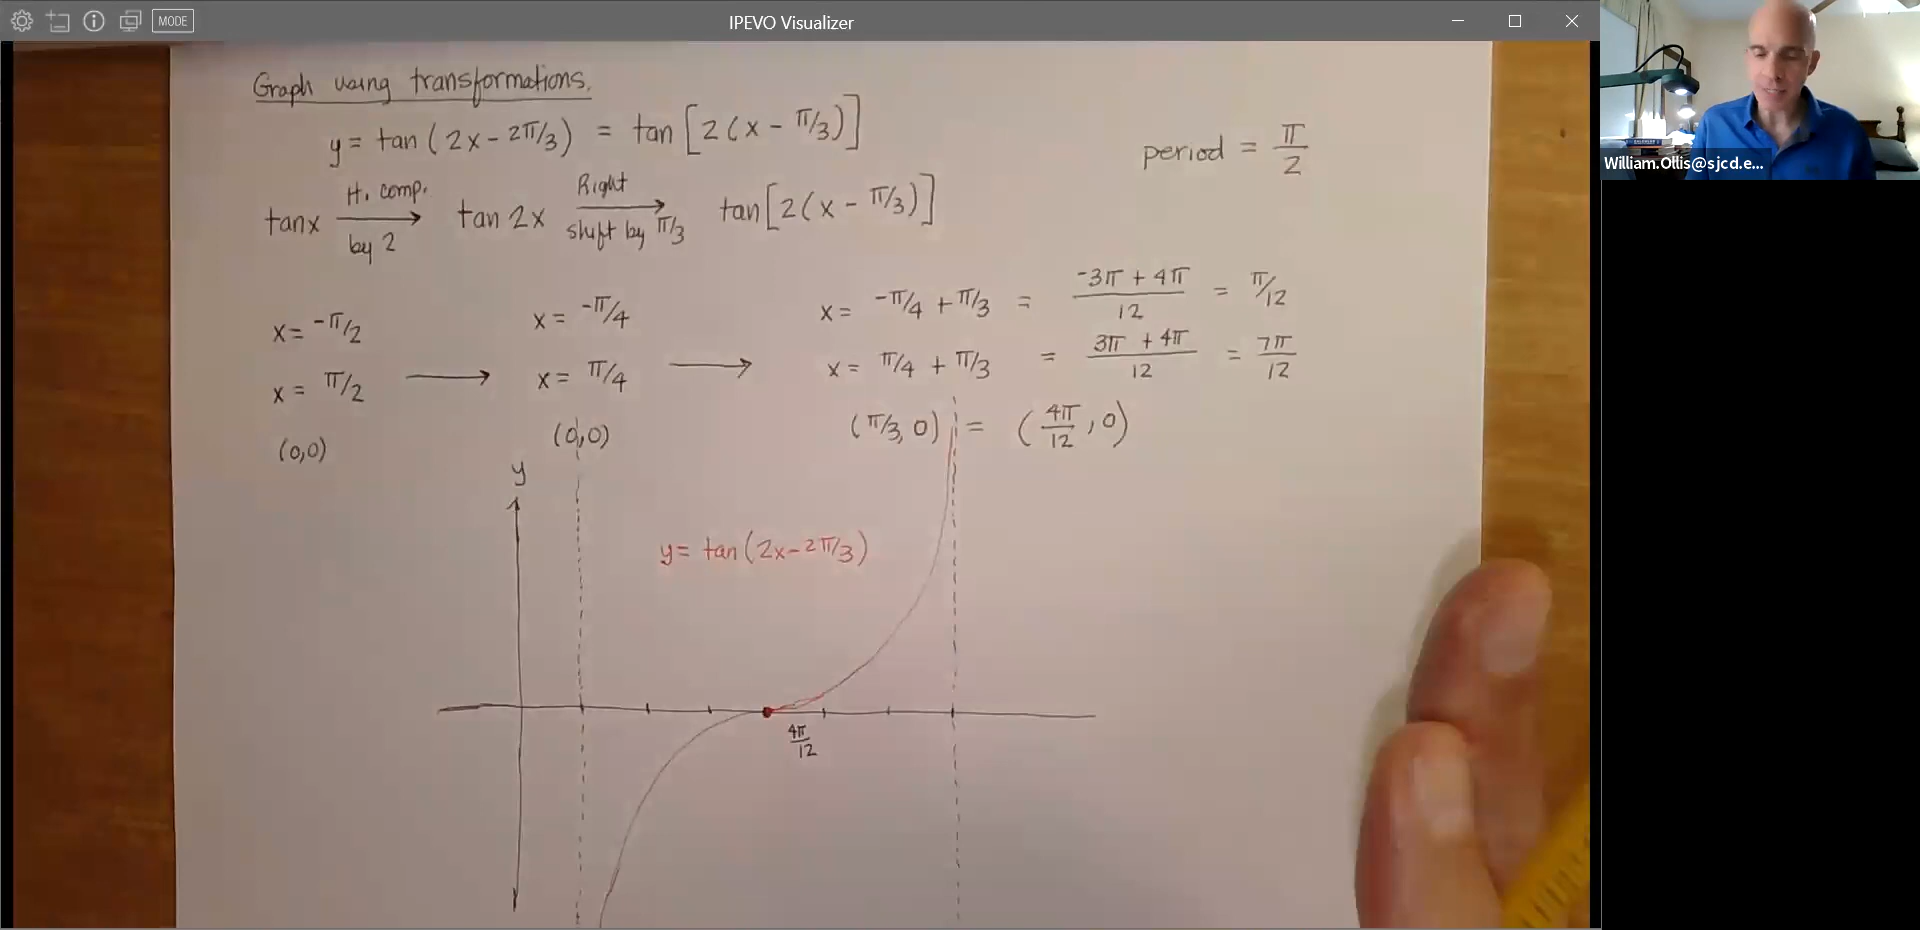 MODE
IPEVO Visualizer
William.Ollis@sjcd.e...
Graph using transformations.
y = tan (2x - 2π/3) = tan [2(x - π/3)]
period = π/2
tanx H. comp. by 2 → tan 2x Right shift by π/3 → tan[2(x - π/3)]
x = -π/2 x = -π/4 x = -π/4 + π/3 = (-3π + 4π)/12 = π/12
x = π/2 → x = π/4 → x = π/4 + π/3 = (3π + 4π)/12 = 7π/12
(0,0) (0,0) (π/3, 0) = (4π/12, 0)
y
y = tan(2x - 2π/3)
4π/12